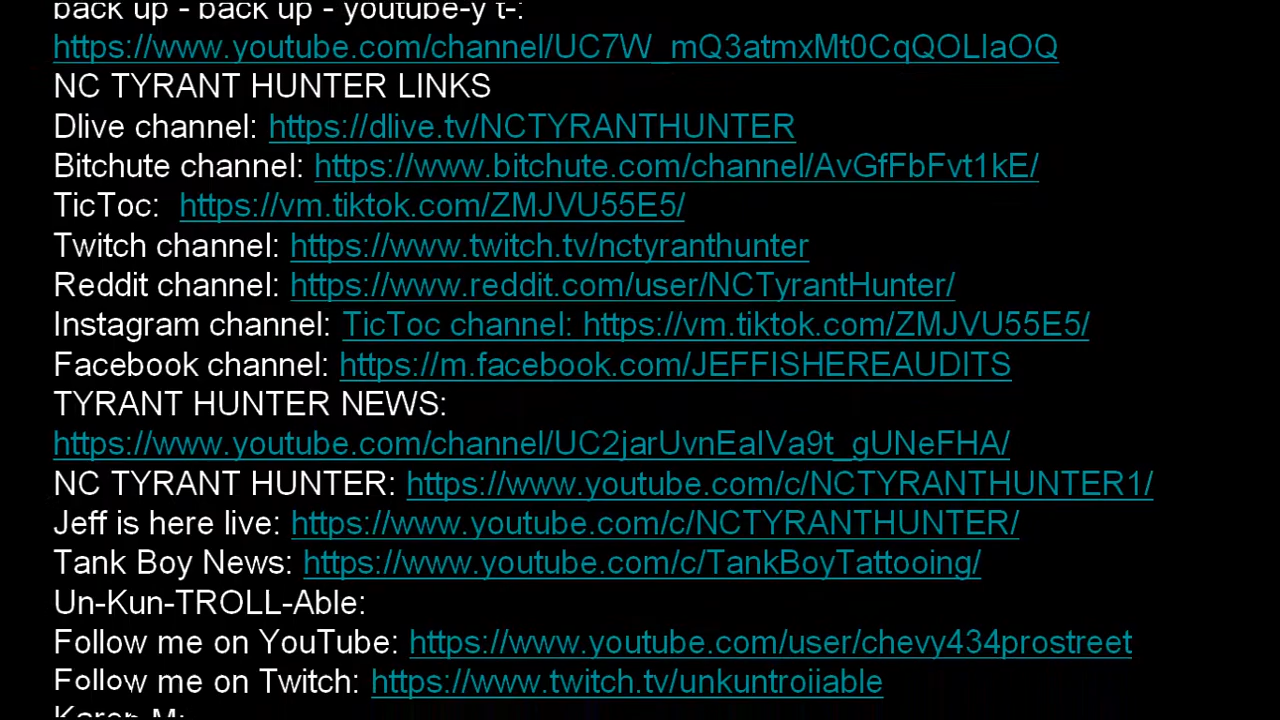 back up - back up - youtube-y t-:
https://www.youtube.com/channel/UC7W_mQ3atmxMt0CqQOLIaOQ
NC TYRANT HUNTER LINKS
Dlive channel: https://dlive.tv/NCTYRANTHUNTER
Bitchute channel: https://www.bitchute.com/channel/AvGfFbFvt1kE/
TicToc: https://vm.tiktok.com/ZMJVU55E5/
Twitch channel: https://www.twitch.tv/nctyranthunter
Reddit channel: https://www.reddit.com/user/NCTyrantHunter/
Instagram channel: TicToc channel: https://vm.tiktok.com/ZMJVU55E5/
Facebook channel: https://m.facebook.com/JEFFISHEREAUDITS
TYRANT HUNTER NEWS:
https://www.youtube.com/channel/UC2jarUvnEaIVa9t_gUNeFHA/
NC TYRANT HUNTER: https://www.youtube.com/c/NCTYRANTHUNTER1/
Jeff is here live: https://www.youtube.com/c/NCTYRANTHUNTER/
Tank Boy News: https://www.youtube.com/c/TankBoyTattooing/
Un-Kun-TROLL-Able:
Follow me on YouTube: https://www.youtube.com/user/chevy434prostreet
Follow me on Twitch: https://www.twitch.tv/unkuntroiiable
Karen M: